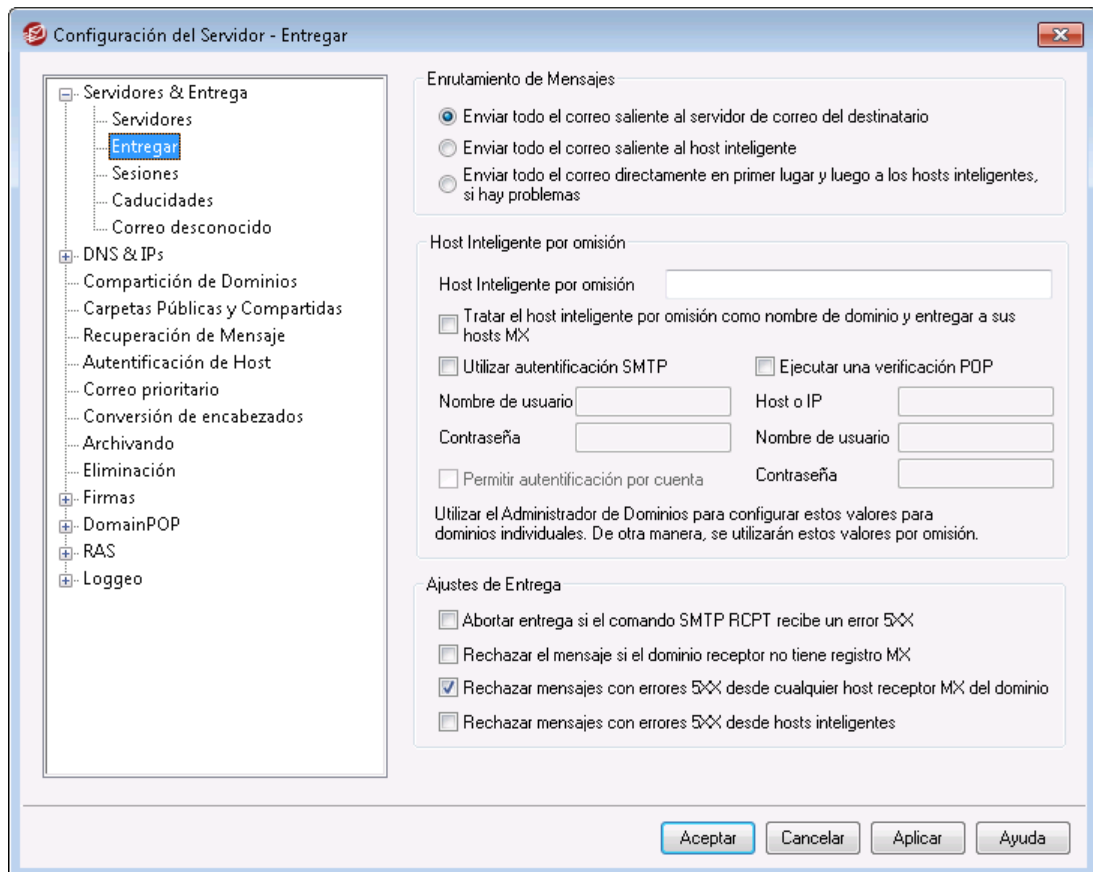 Configuración del Servidor - Entregar
Servidores & Entrega
Servidores
Entregar
Sesiones
Caducidades
Correo desconocido
DNS & IPs
Compartición de Dominios
Carpetas Públicas y Compartidas
Recuperación de Mensaje
Autentificación de Host
Correo prioritario
Conversión de encabezados
Archivando
Eliminación
Firmas
DomainPOP
RAS
Loggeo
Enrutamiento de Mensajes
Enviar todo el correo saliente al servidor de correo del destinatario
Enviar todo el correo saliente al host inteligente
Enviar todo el correo directamente en primer lugar y luego a los hosts inteligentes,
si hay problemas
Host Inteligente por omisión
Host Inteligente por omisión
Tratar el host inteligente por omisión como nombre de dominio y entregar a sus
hosts MX
Utilizar autentificación SMTP
Ejecutar una verificación POP
Nombre de usuario
Host o IP
Contraseña
Nombre de usuario
Permitir autentificación por cuenta
Contraseña
Utilizar el Administrador de Dominios para configurar estos valores para
dominios individuales. De otra manera, se utilizarán estos valores por omisión.
Ajustes de Entrega
Abortar entrega si el comando SMTP RCPT recibe un error 5XX
Rechazar el mensaje si el dominio receptor no tiene registro MX
Rechazar mensajes con errores 5XX desde cualquier host receptor MX del dominio
Rechazar mensajes con errores 5XX desde hosts inteligentes
Aceptar
Cancelar
Aplicar
Ayuda